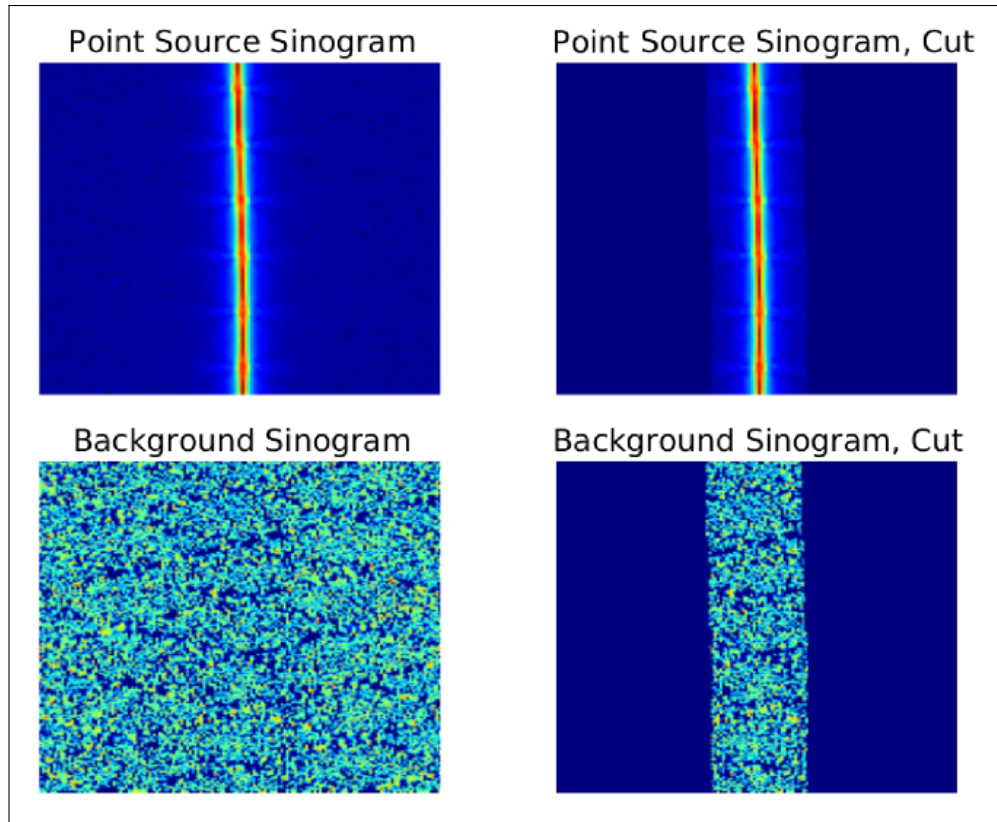 Point Source Sinogram
Point Source Sinogram, Cut
Background Sinogram
Background Sinogram, Cut